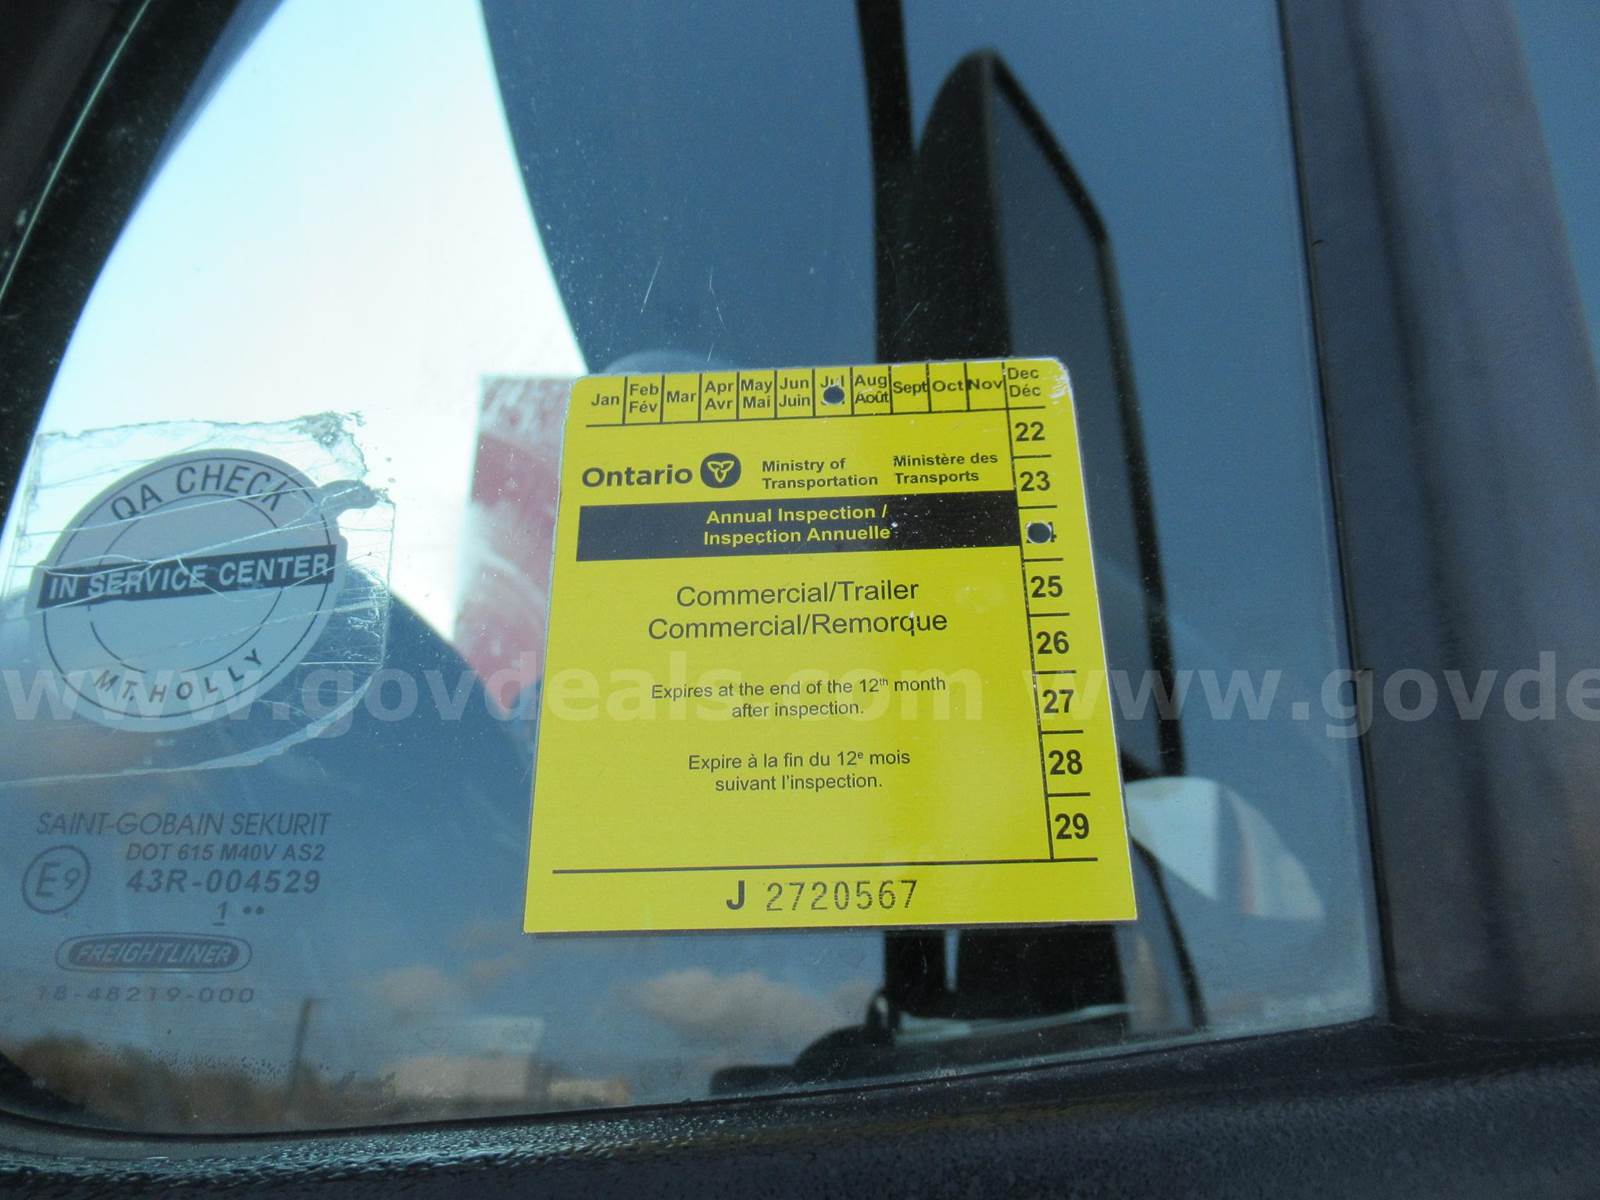 Jan Feb Fév Mar Apr Avr May Mai Jun Juin Jul Aug Août Sept Oct Nov Dec Déc
22
Ontario Ministry of Transportation Ministère des Transports
23
Annual Inspection /
Inspection Annuelle
Commercial/Trailer
25
Commercial/Remorque
26
Expires at the end of the 12th month
after inspection.
27
Expire à la fin du 12e mois
suivant l'inspection.
28
29
J 2720567
QA CHECK
IN SERVICE CENTER
MT. HOLLY
SAINT-GOBAIN SEKURIT
DOT 615 M40V AS2
E9 43R-004529
1 ••
FREIGHTLINER
18-48219-000
www.govdeals.com www.govde